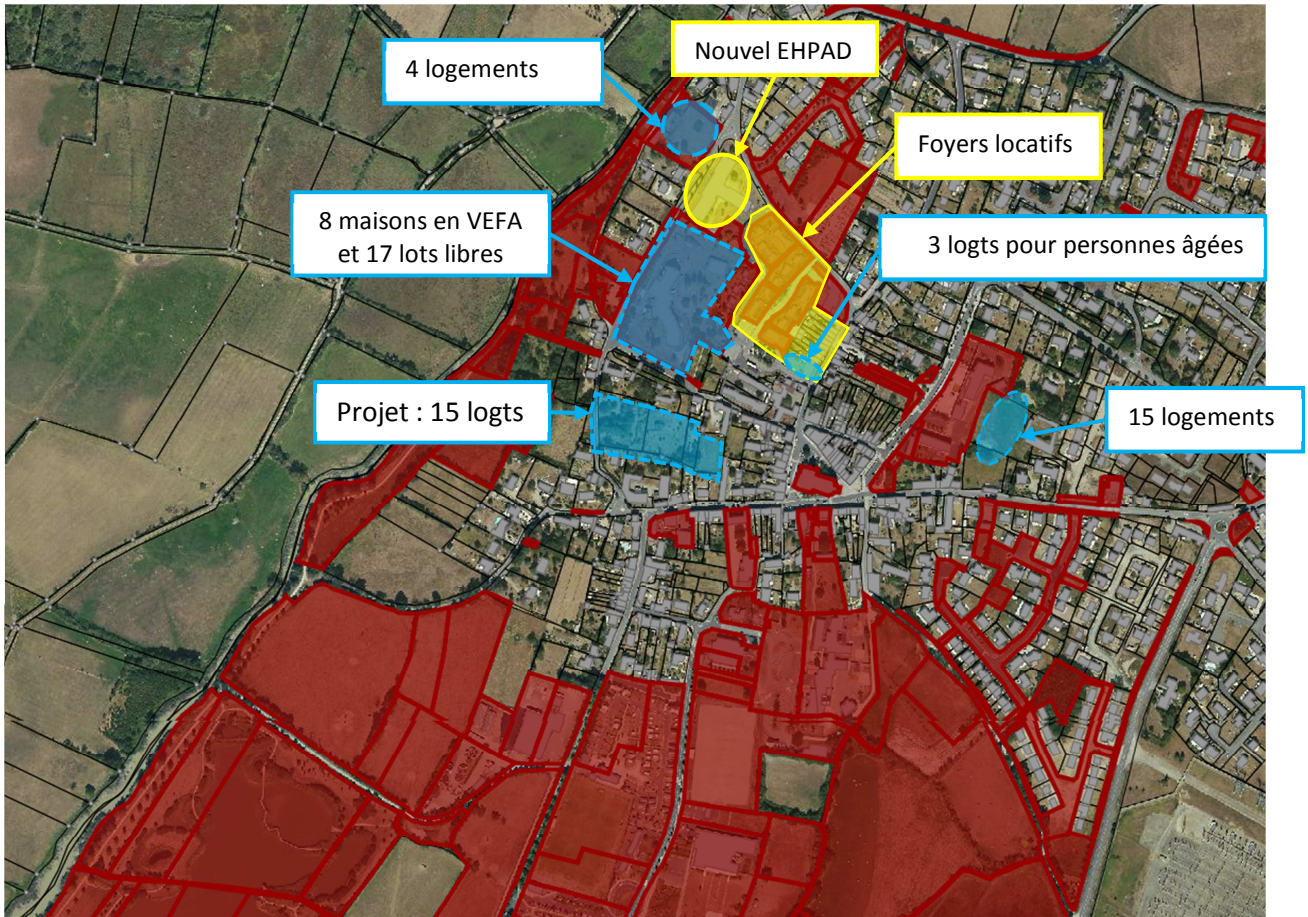 Nouvel EHPAD
4 logements
Foyers locatifs
8 maisons en VEFA
et 17 lots libres
3 logts pour personnes âgées
Projet : 15 logts
15 logements